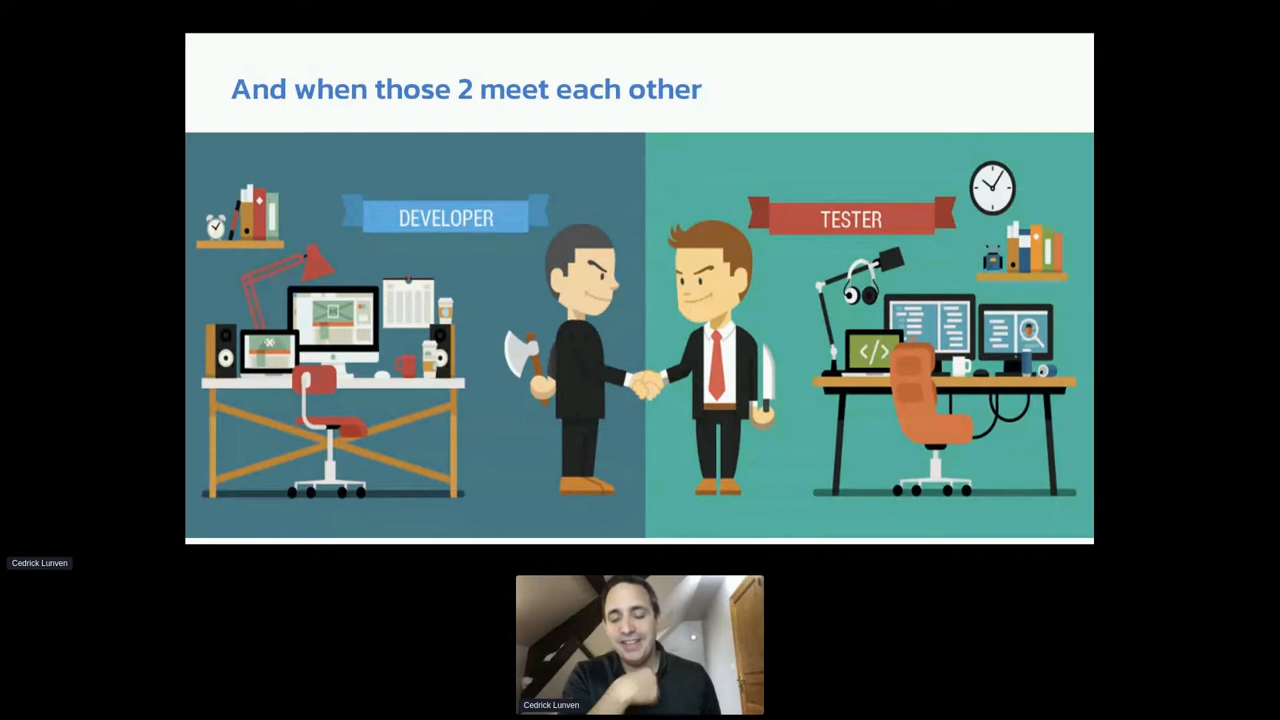 And when those 2 meet each other
DEVELOPER
TESTER
</>
Cedrick Lunven
Cedrick Lunven